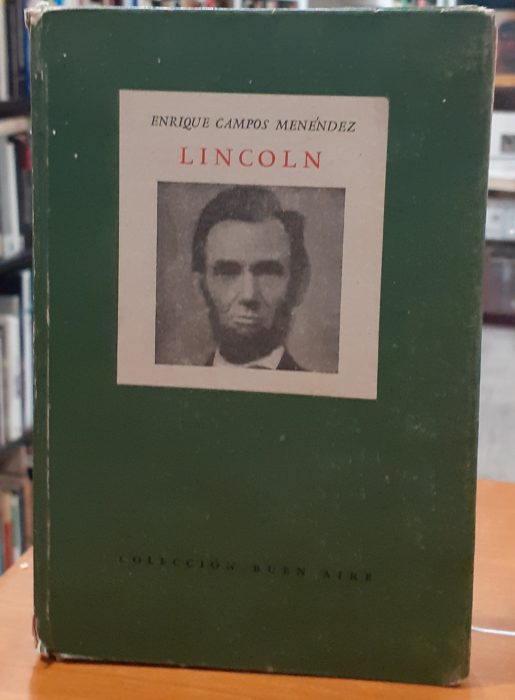 ENRIQUE CAMPOS MENÉNDEZ
LINCOLN
COLECCIÓN BUEN AIRE